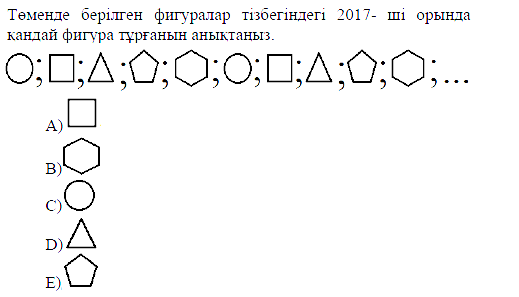 Төменде берілген фигуралар тізбегіндегі 2017- ші орында
қандай фигура тұрғанын анықтаңыз.
; ; ; ; ; ; ; ; ; ; ...
A)
B)
C)
D)
E)